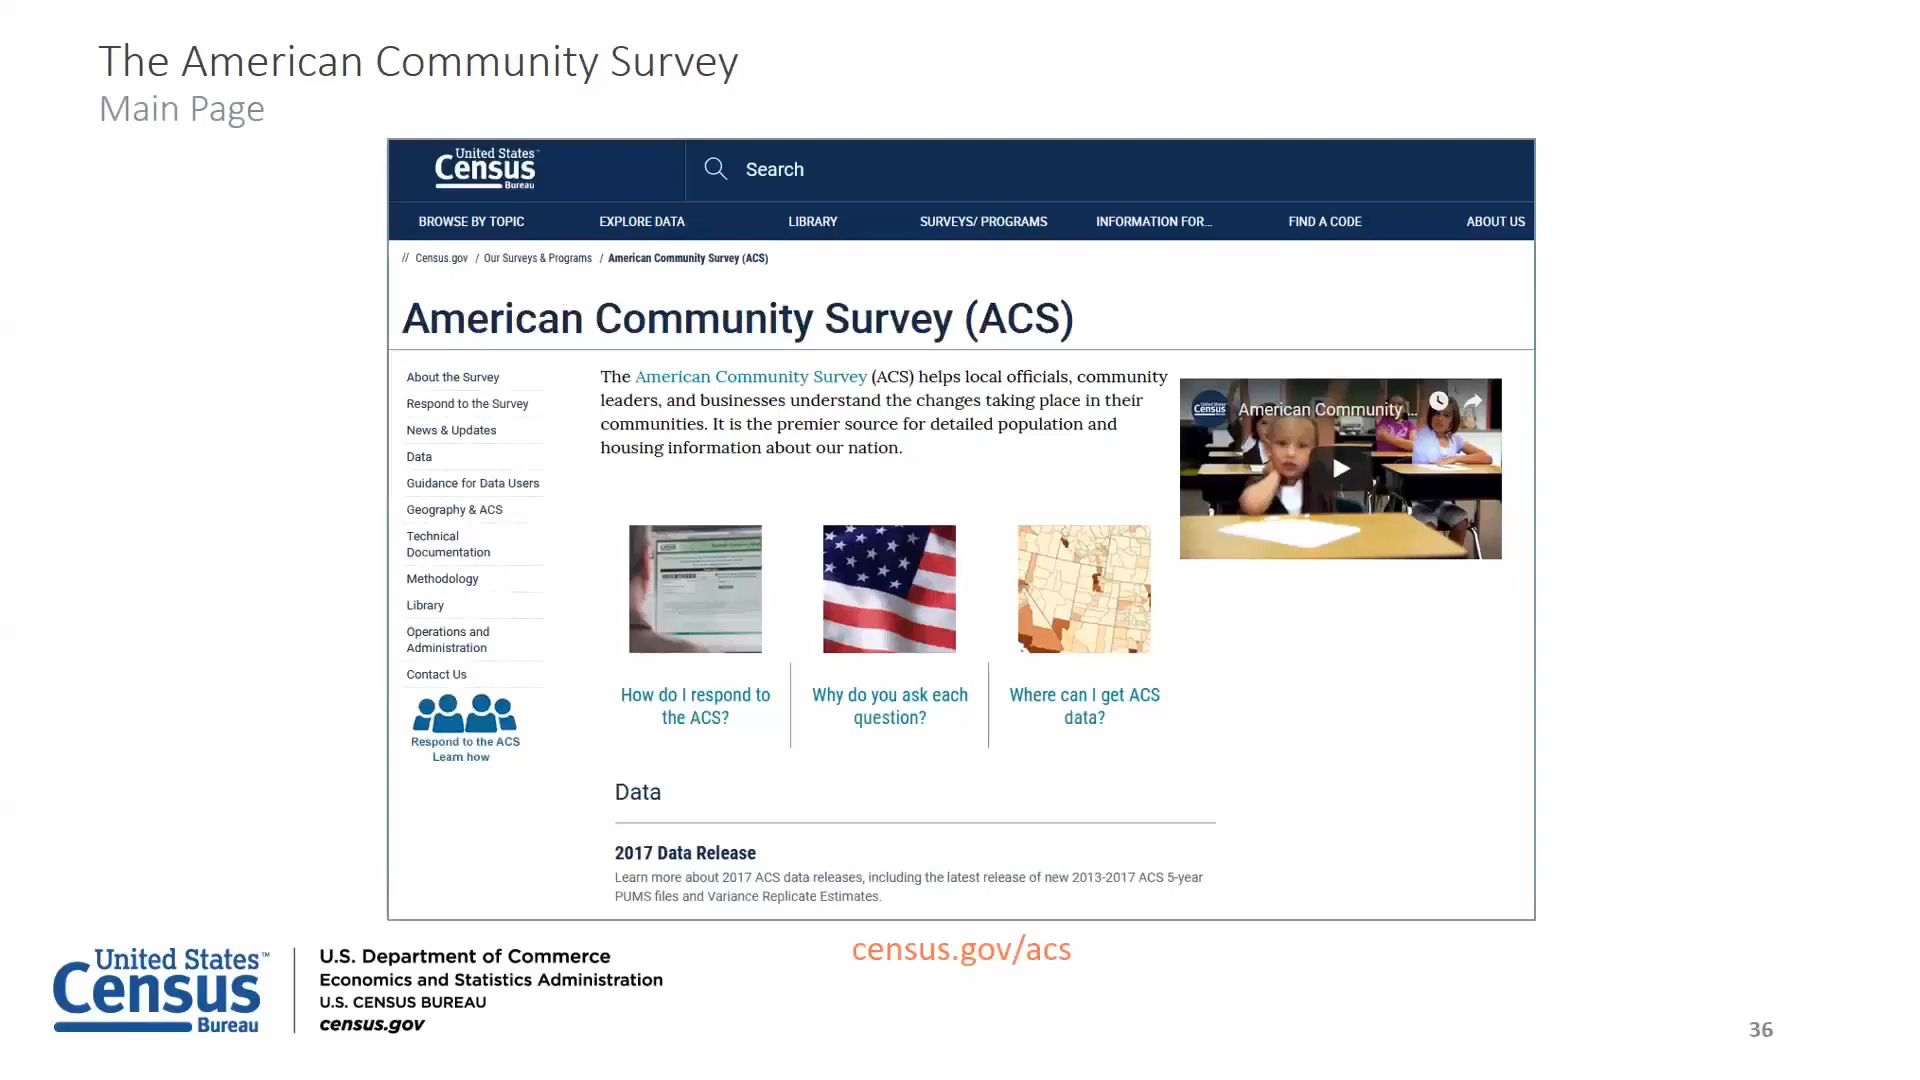 The American Community Survey
Main Page
United States™
Census
Bureau
Search
BROWSE BY TOPIC
EXPLORE DATA
LIBRARY
SURVEYS/ PROGRAMS
INFORMATION FOR...
FIND A CODE
ABOUT US
// Census.gov / Our Surveys & Programs / American Community Survey (ACS)
American Community Survey (ACS)
About the Survey
Respond to the Survey
News & Updates
Data
Guidance for Data Users
Geography & ACS
Technical
Documentation
Methodology
Library
Operations and
Administration
Contact Us
Respond to the ACS
Learn how
The American Community Survey (ACS) helps local officials, community
leaders, and businesses understand the changes taking place in their
communities. It is the premier source for detailed population and
housing information about our nation.
Census
American Community ...
How do I respond to
the ACS?
Why do you ask each
question?
Where can I get ACS
data?
Data
2017 Data Release
Learn more about 2017 ACS data releases, including the latest release of new 2013-2017 ACS 5-year
PUMS files and Variance Replicate Estimates.
census.gov/acs
United States™
Census
Bureau
U.S. Department of Commerce
Economics and Statistics Administration
U.S. CENSUS BUREAU
census.gov
36